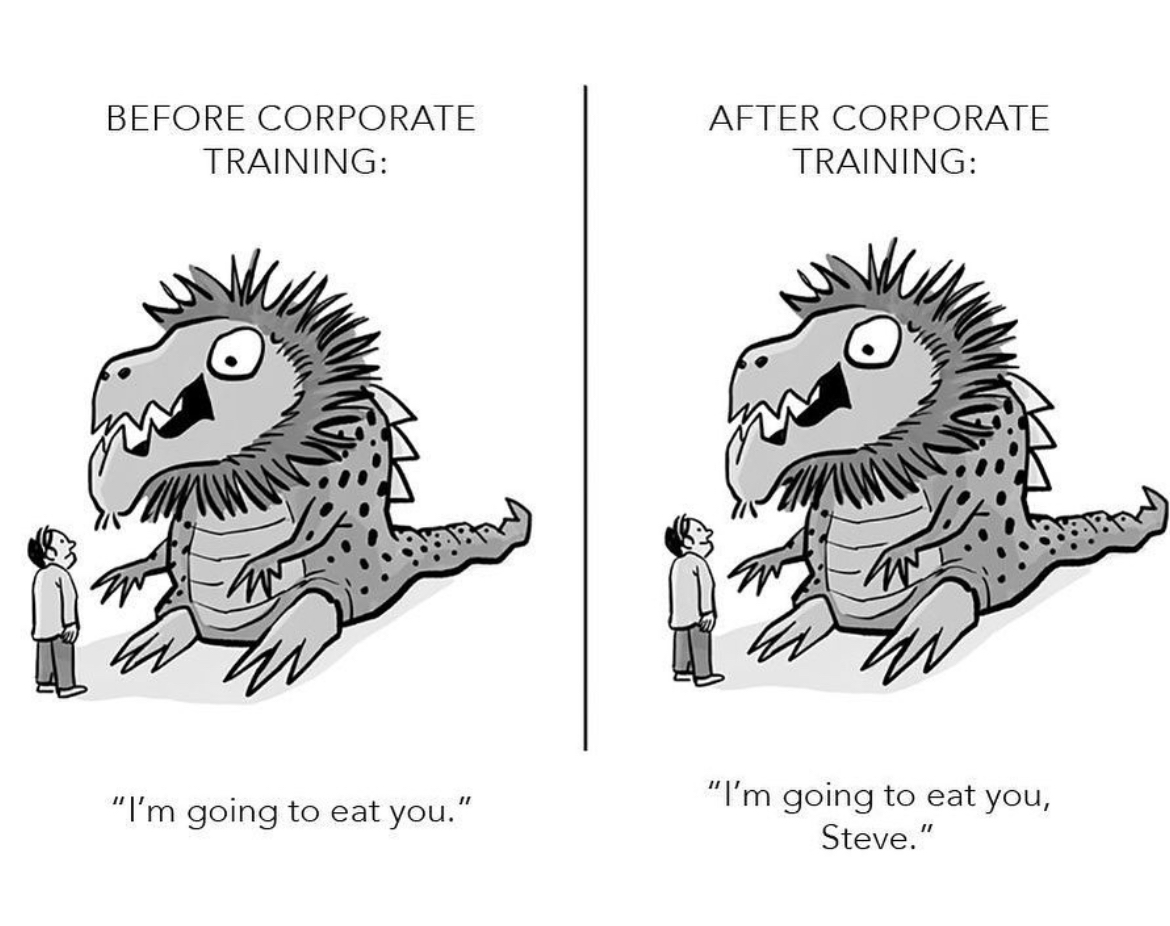 BEFORE CORPORATE
TRAINING:
“I’m going to eat you.”
AFTER CORPORATE
TRAINING:
“I’m going to eat you,
Steve.”